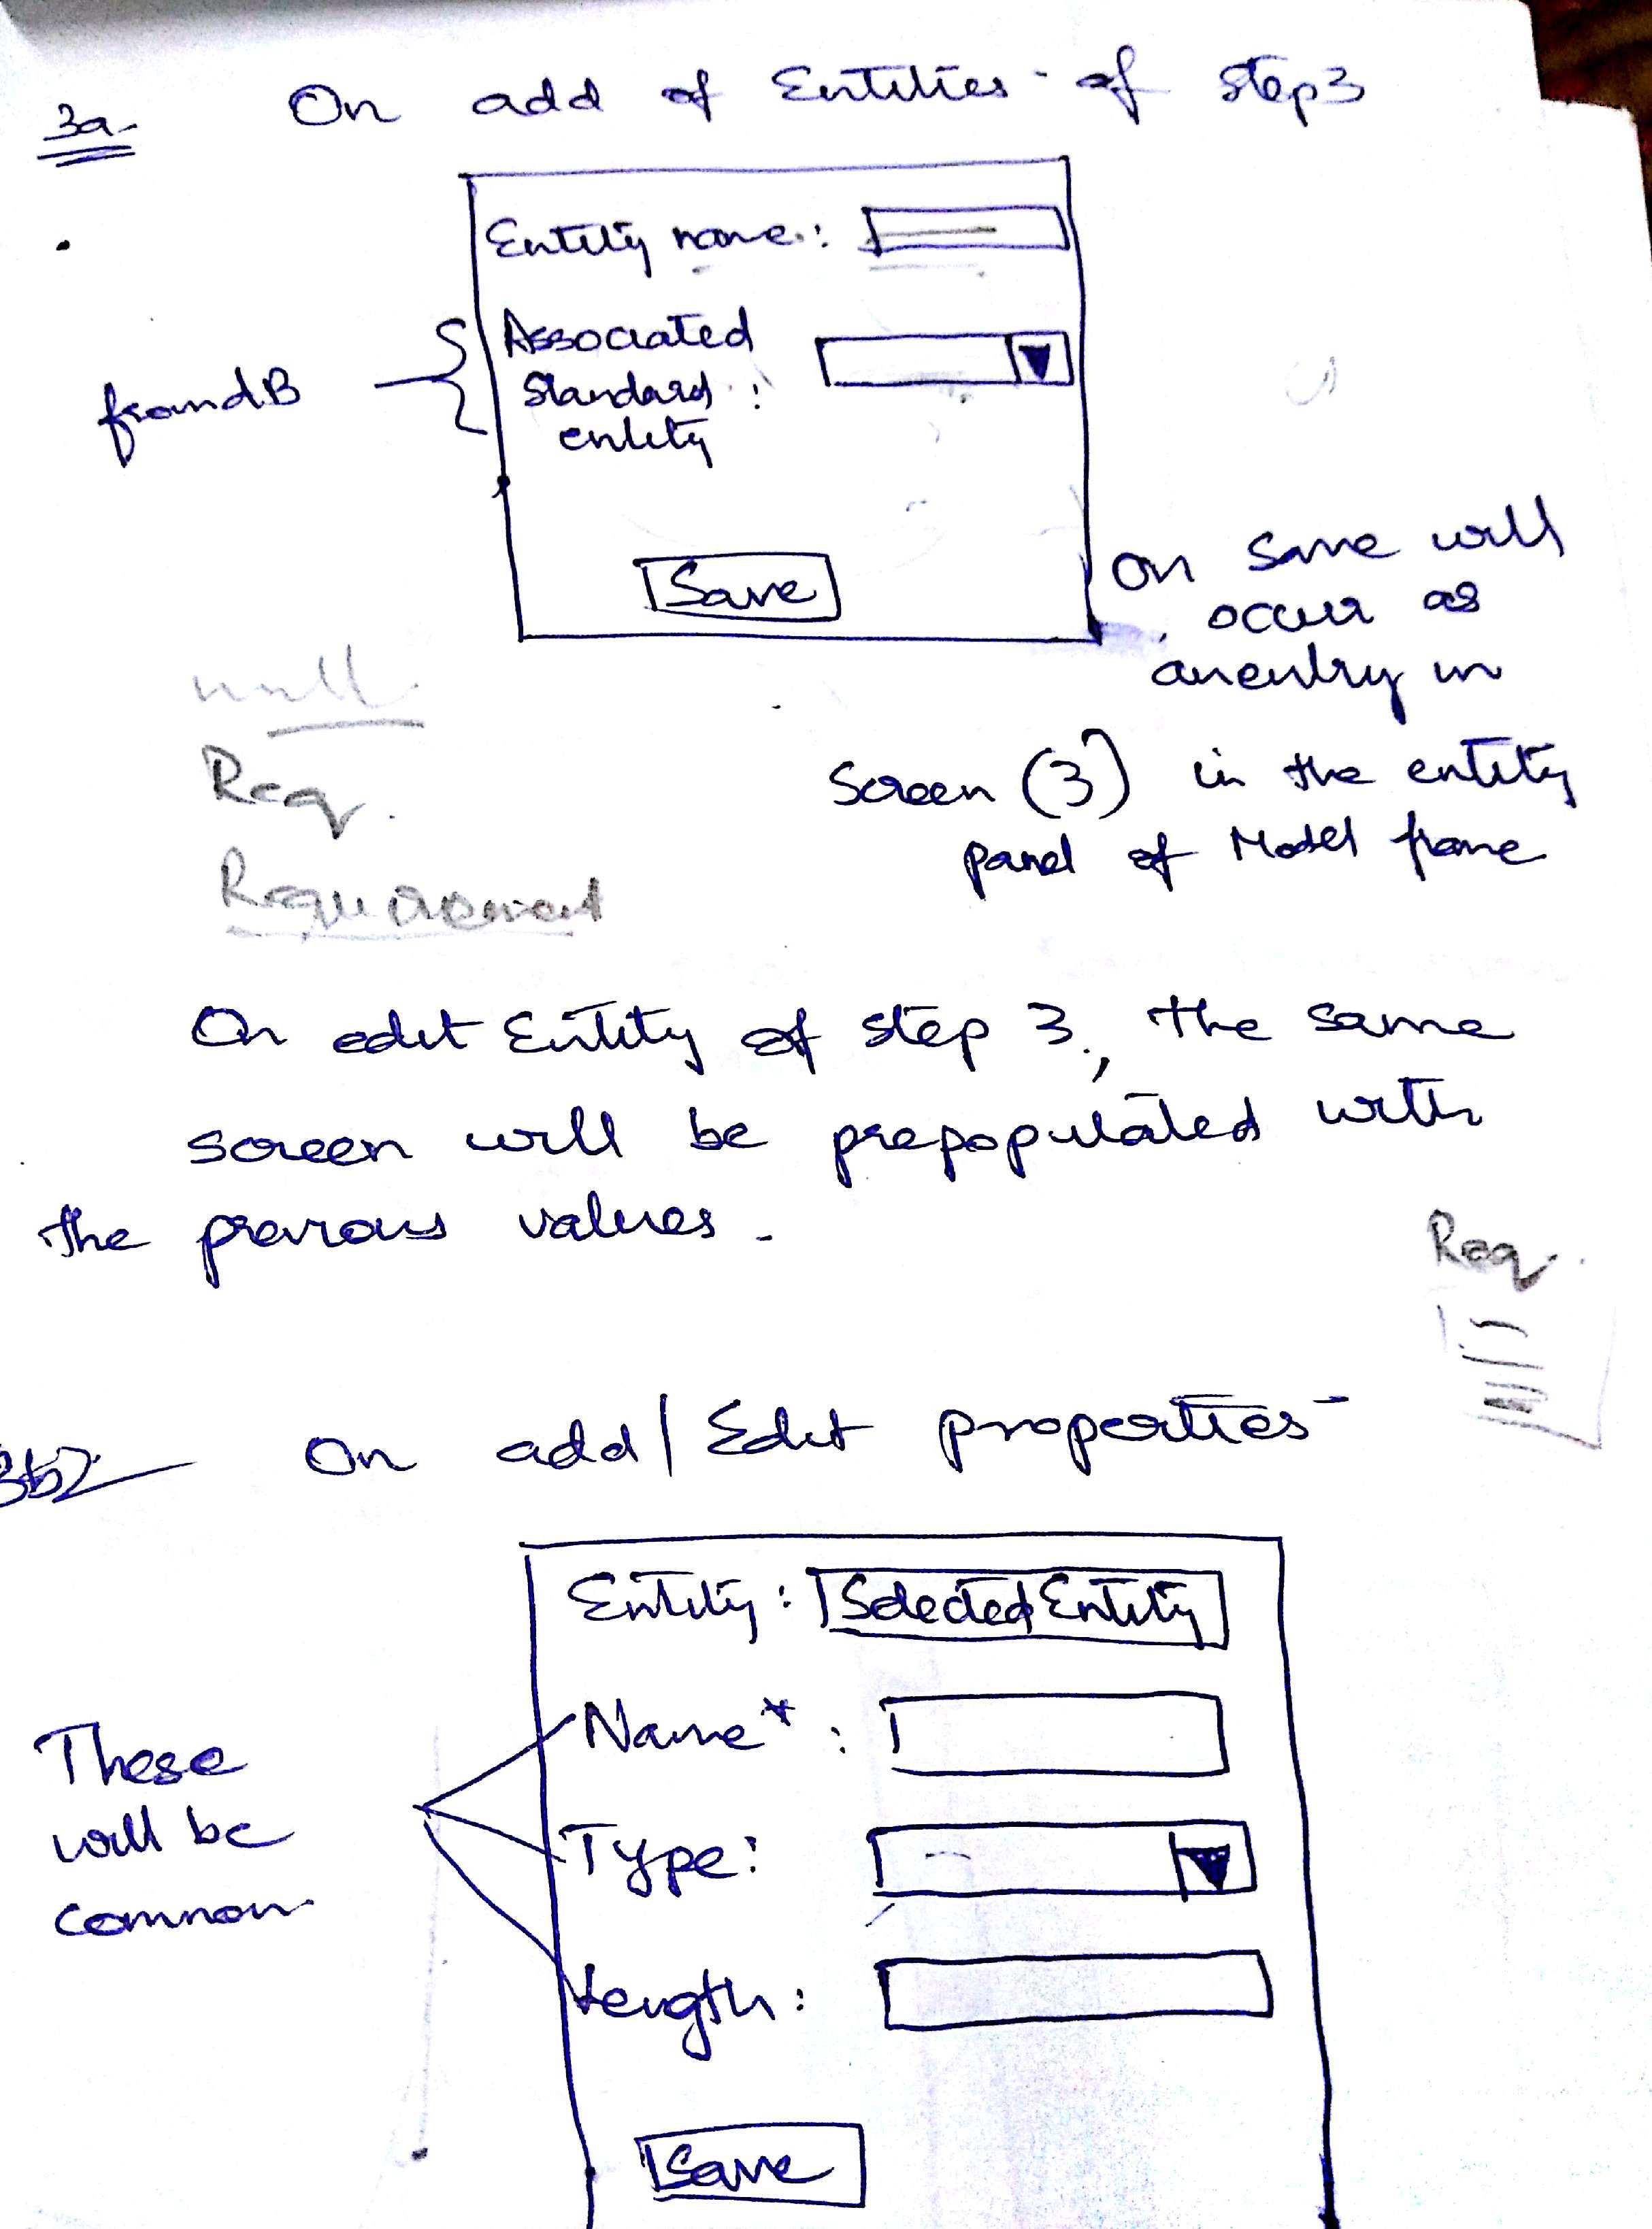 3a
On add of Entities - of step 3
Entity name :
Associated
standard :
entity
from dB
Save
On save will
occur as
an entry in
Screen (3) in the entity
panel of Model frame
null
Req.
Requirement
On edit Entity of step 3, the same
screen will be prepopulated with
the previous values.
Req.
3b2 On add/Edit properties -
Entity : Selected Entity
Name* :
Type :
Length :
These
will be
common
Save